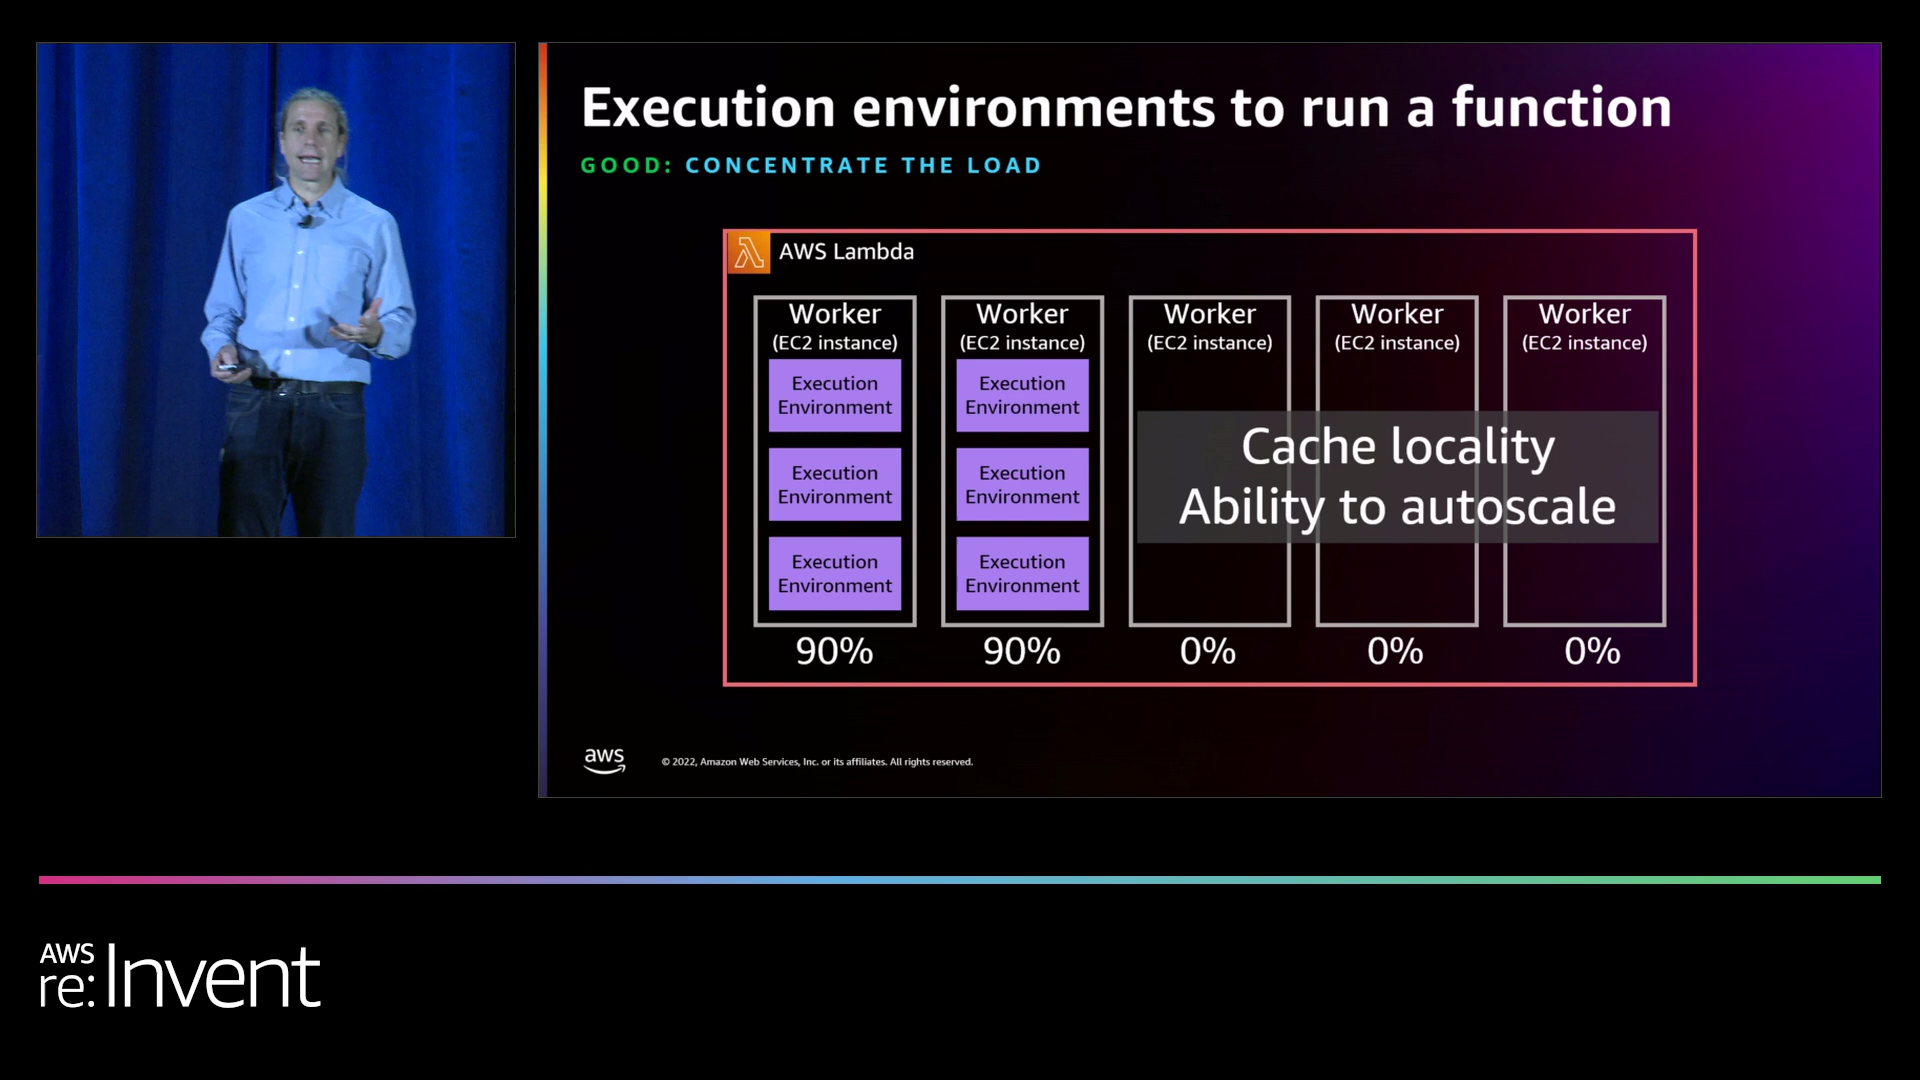 Execution environments to run a function
GOOD: CONCENTRATE THE LOAD
AWS Lambda
Worker
(EC2 instance)
Execution
Environment
Execution
Environment
Execution
Environment
90%
Worker
(EC2 instance)
Execution
Environment
Execution
Environment
Execution
Environment
90%
Worker
(EC2 instance)
0%
Worker
(EC2 instance)
0%
Worker
(EC2 instance)
0%
Cache locality
Ability to autoscale
aws
© 2022, Amazon Web Services, Inc. or its affiliates. All rights reserved.
AWS
re:Invent